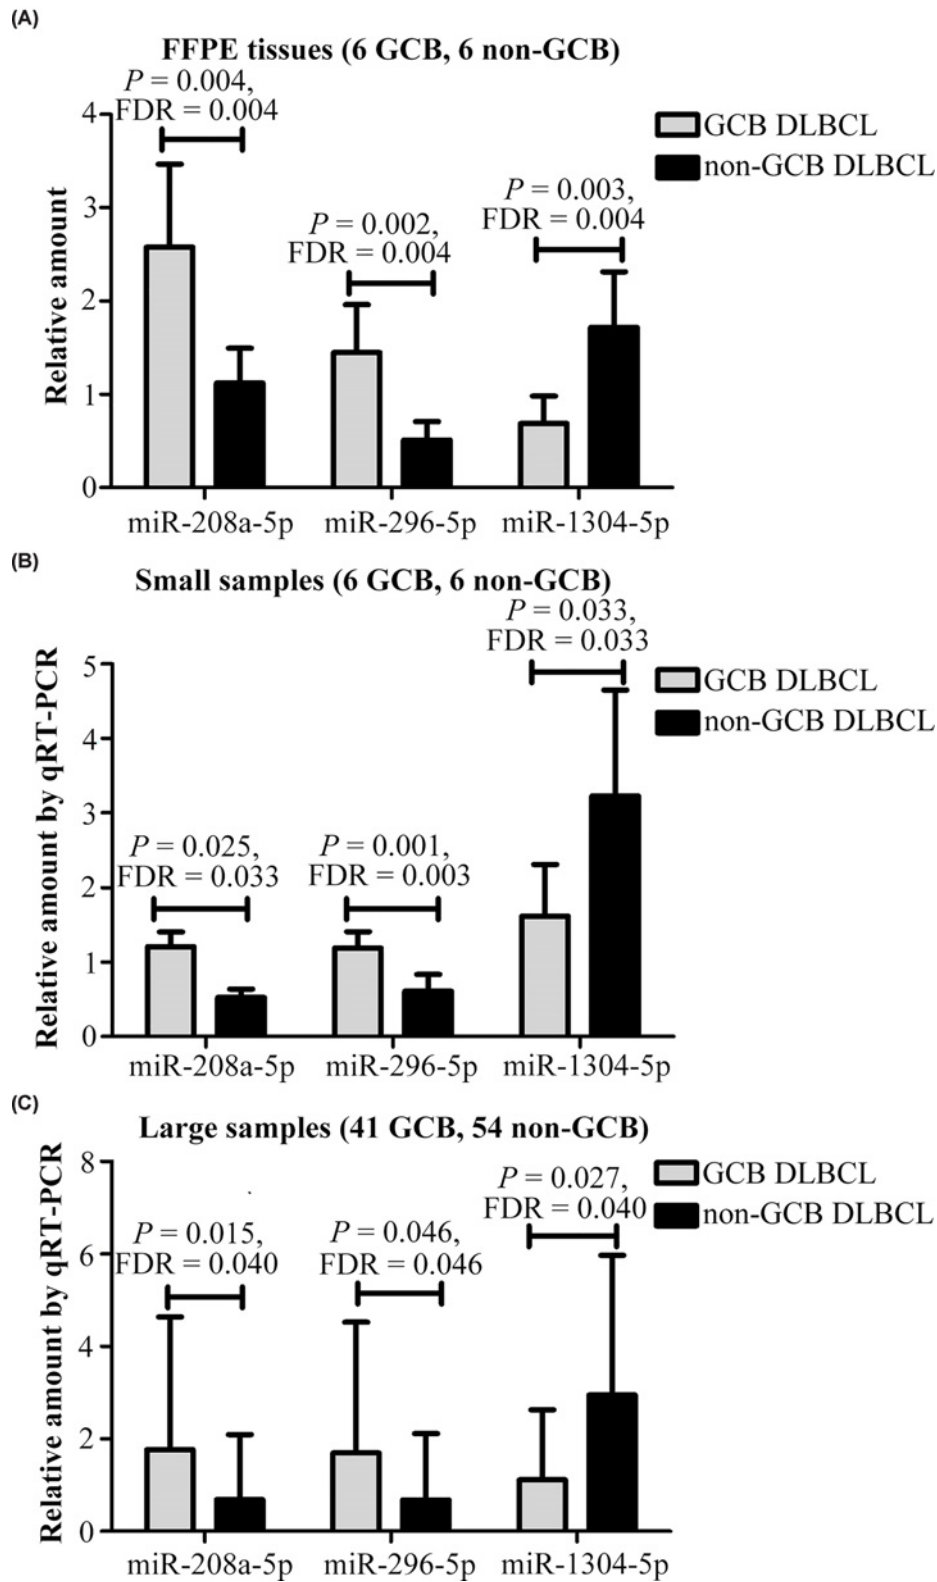 (A)
FFPE tissues (6 GCB, 6 non-GCB)
P = 0.004,
FDR = 0.004
P = 0.002,
FDR = 0.004
P = 0.003,
FDR = 0.004
GCB DLBCL
non-GCB DLBCL
Relative amount
4
3
2
1
0
miR-208a-5p
miR-296-5p
miR-1304-5p
(B)
Small samples (6 GCB, 6 non-GCB)
P = 0.025,
FDR = 0.033
P = 0.001,
FDR = 0.003
P = 0.033,
FDR = 0.033
GCB DLBCL
non-GCB DLBCL
Relative amount by qRT-PCR
5
4
3
2
1
0
miR-208a-5p
miR-296-5p
miR-1304-5p
(C)
Large samples (41 GCB, 54 non-GCB)
P = 0.015,
FDR = 0.040
P = 0.046,
FDR = 0.046
P = 0.027,
FDR = 0.040
GCB DLBCL
non-GCB DLBCL
Relative amount by qRT-PCR
8
6
4
2
0
miR-208a-5p
miR-296-5p
miR-1304-5p